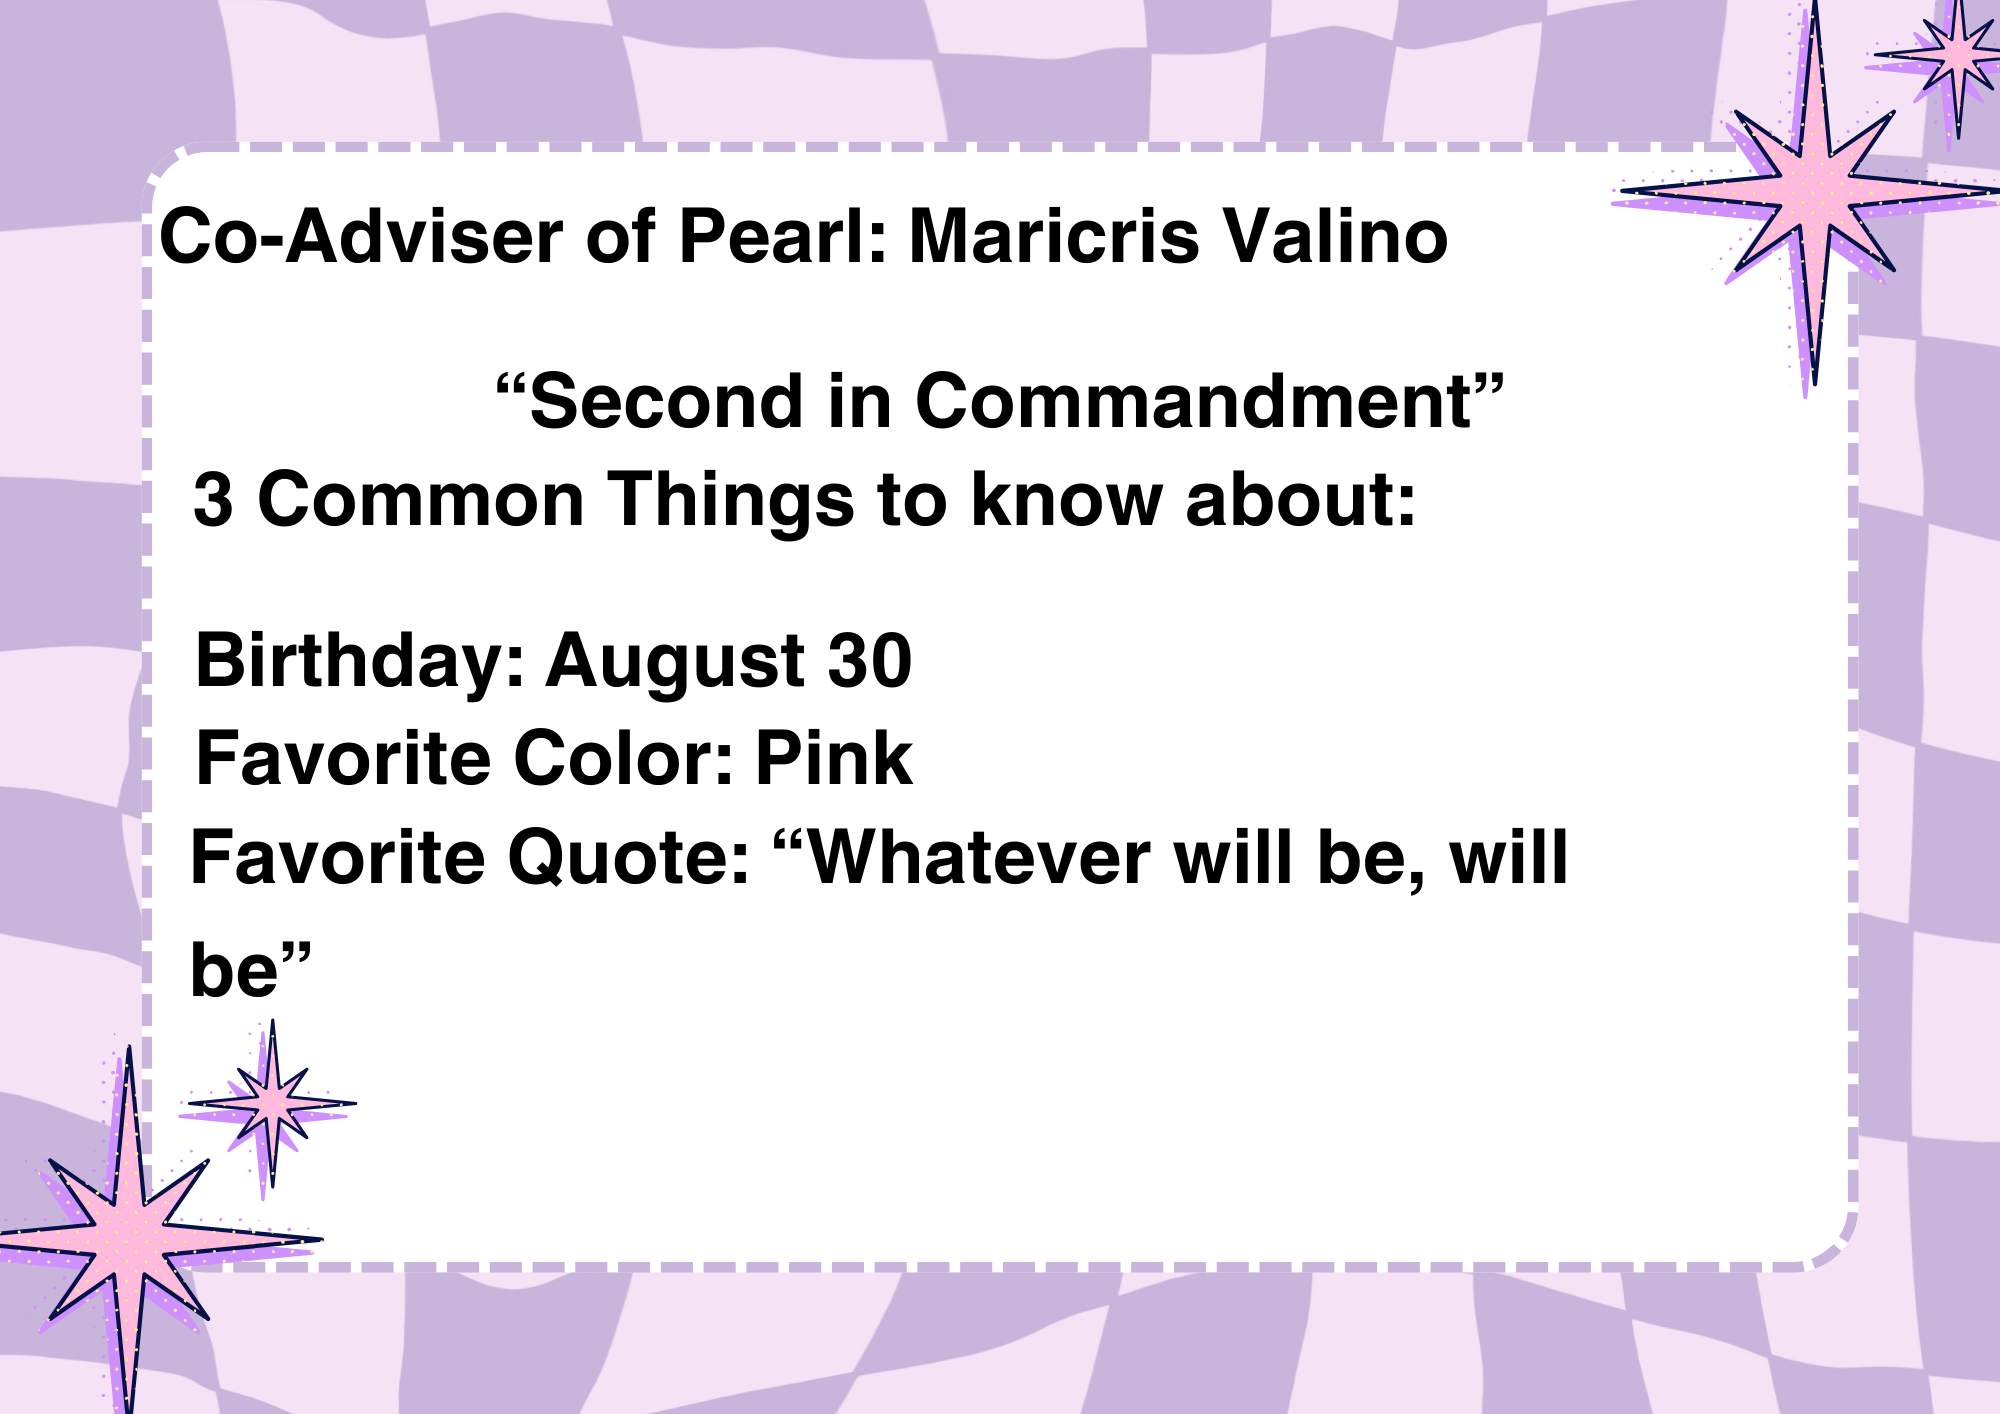 Co-Adviser of Pearl: Maricris Valino
“Second in Commandment”
3 Common Things to know about:
Birthday: August 30
Favorite Color: Pink
Favorite Quote: “Whatever will be, will
be”